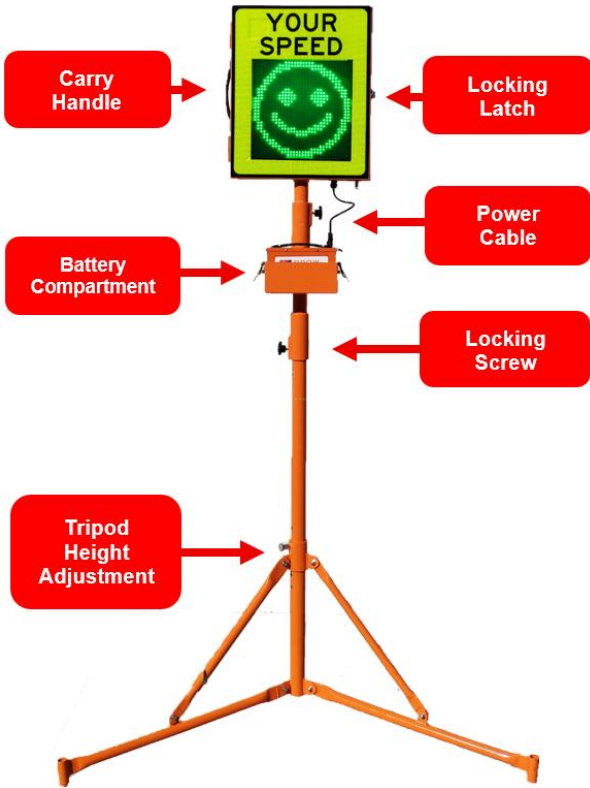 YOUR
SPEED
Carry
Handle
Locking
Latch
Power
Cable
Battery
Compartment
Locking
Screw
Tripod
Height
Adjustment